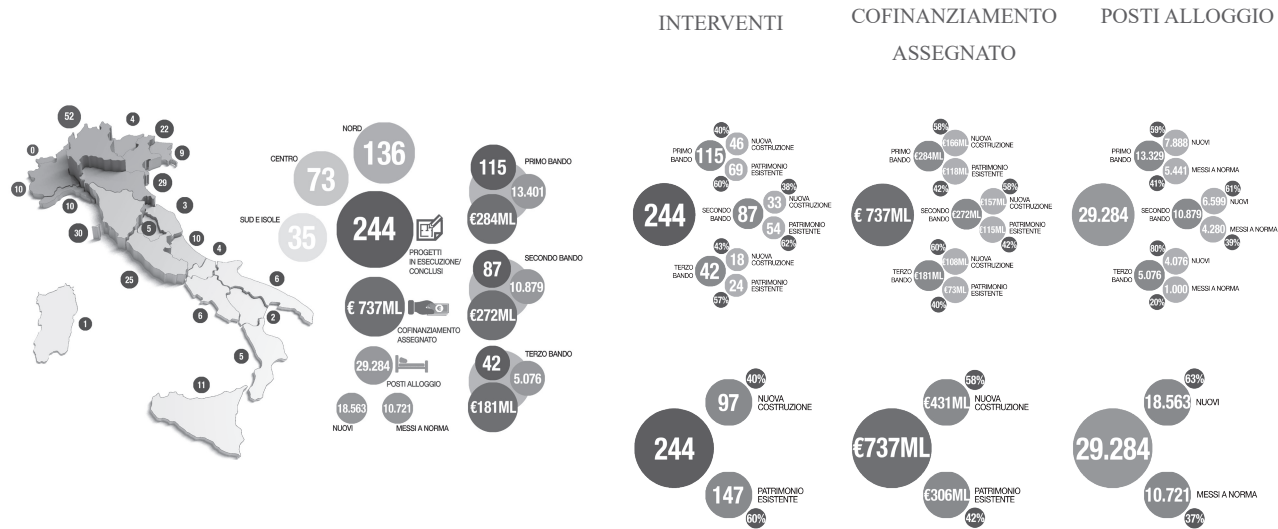 INTERVENTI
COFINANZIAMENTO
ASSEGNATO
POSTI ALLOGGIO
52
4
22
0
9
10
29
10
3
30
5
10
4
25
6
6
2
1
5
11
NORD
136
CENTRO
73
SUD E ISOLE
35
244
PROGETTI
IN ESECUZIONE/
CONCLUSI
€ 737ML
COFINANZIAMENTO
ASSEGNATO
29.284
POSTI ALLOGGIO
18.563
10.721
NUOVI
MESSI A NORMA
115
PRIMO BANDO
13.401
€284ML
87
SECONDO BANDO
10.879
€272ML
42
TERZO BANDO
5.076
€181ML
244
40%
PRIMO
BANDO
115
46
NUOVA
COSTRUZIONE
69
PATRIMONIO
ESISTENTE
60%
38%
SECONDO
BANDO
87
33
NUOVA
COSTRUZIONE
54
PATRIMONIO
ESISTENTE
62%
43%
TERZO
BANDO
42
18
NUOVA
COSTRUZIONE
24
PATRIMONIO
ESISTENTE
57%
€ 737ML
58%
PRIMO
BANDO
€284ML
€166ML
NUOVA
COSTRUZIONE
€118ML
PATRIMONIO
ESISTENTE
42%
58%
SECONDO
BANDO
€272ML
€157ML
NUOVA
COSTRUZIONE
€115ML
PATRIMONIO
ESISTENTE
42%
60%
TERZO
BANDO
€181ML
€108ML
NUOVA
COSTRUZIONE
€73ML
PATRIMONIO
ESISTENTE
40%
29.284
59%
PRIMO
BANDO
13.329
7.888
NUOVI
5.441
MESSI A NORMA
41%
61%
SECONDO
BANDO
10.879
6.599
NUOVI
4.280
MESSI A NORMA
39%
80%
TERZO
BANDO
5.076
4.076
NUOVI
1.000
MESSI A NORMA
20%
244
40%
97
NUOVA
COSTRUZIONE
147
PATRIMONIO
ESISTENTE
60%
€737ML
58%
€431ML
NUOVA
COSTRUZIONE
€306ML
PATRIMONIO
ESISTENTE
42%
29.284
63%
18.563
NUOVI
10.721
MESSI A NORMA
37%